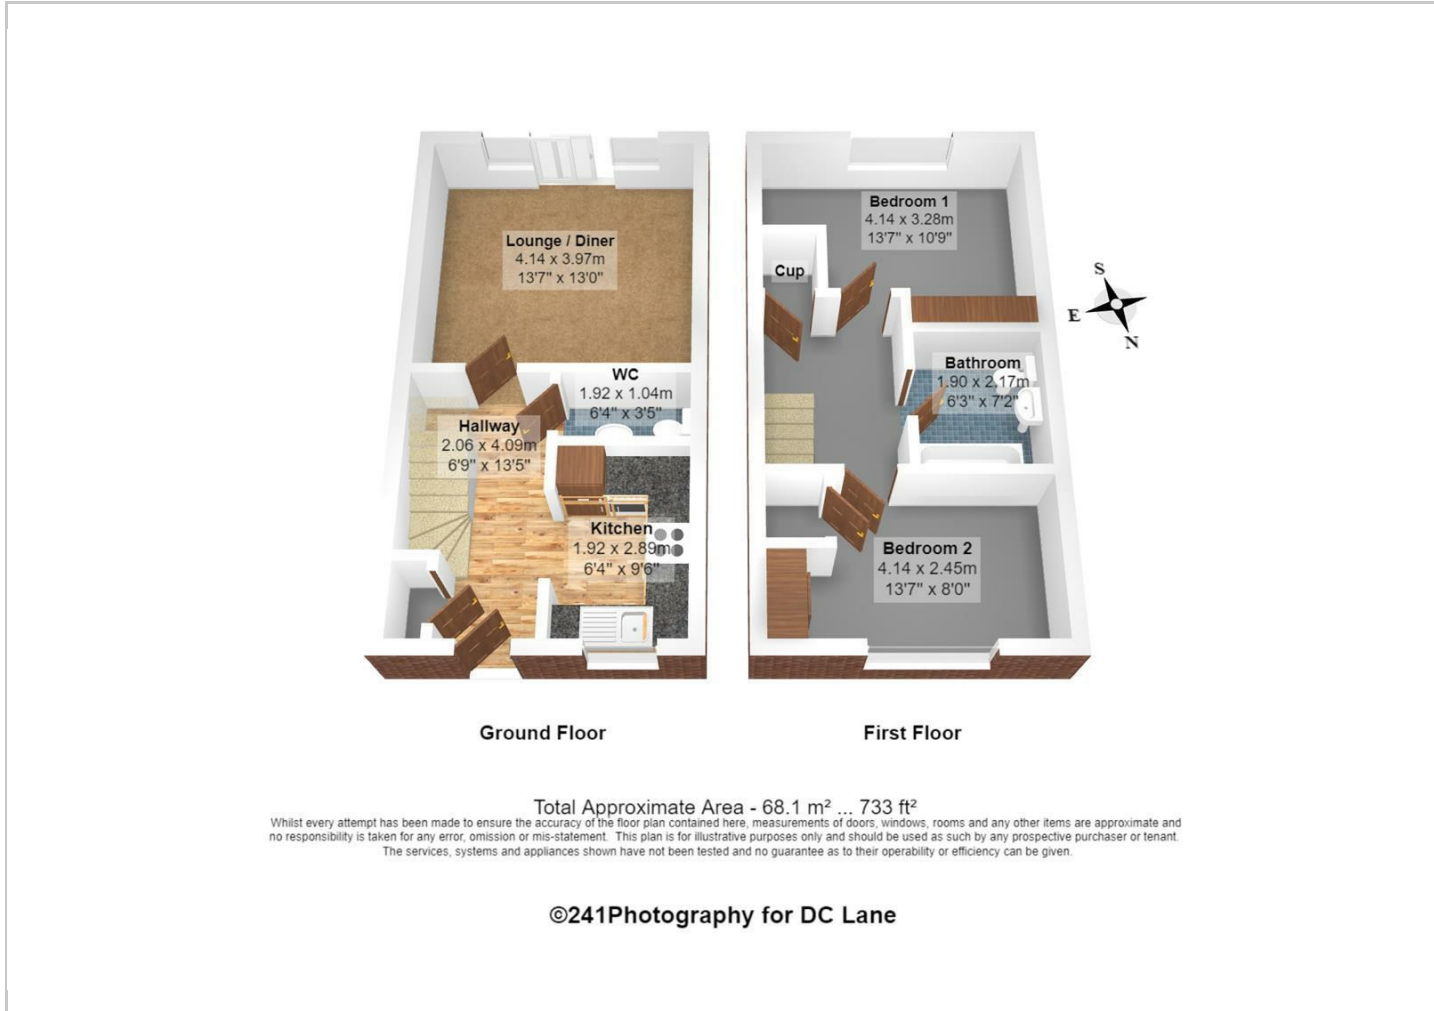 Lounge / Diner
4.14 x 3.97m
13'7" x 13'0"
WC
1.92 x 1.04m
6'4" x 3'5"
Hallway
2.06 x 4.09m
6'9" x 13'5"
Kitchen
1.92 x 2.89m
6'4" x 9'6"
Bedroom 1
4.14 x 3.28m
13'7" x 10'9"
Cup
Bathroom
1.90 x 2.17m
6'3" x 7'2"
Bedroom 2
4.14 x 2.45m
13'7" x 8'0"
S
E
N
Ground Floor
First Floor
Total Approximate Area - 68.1 m² ... 733 ft²
Whilst every attempt has been made to ensure the accuracy of the floor plan contained here, measurements of doors, windows, rooms and any other items are approximate and
no responsibility is taken for any error, omission or mis-statement. This plan is for illustrative purposes only and should be used as such by any prospective purchaser or tenant.
The services, systems and appliances shown have not been tested and no guarantee as to their operability or efficiency can be given.
©241Photography for DC Lane